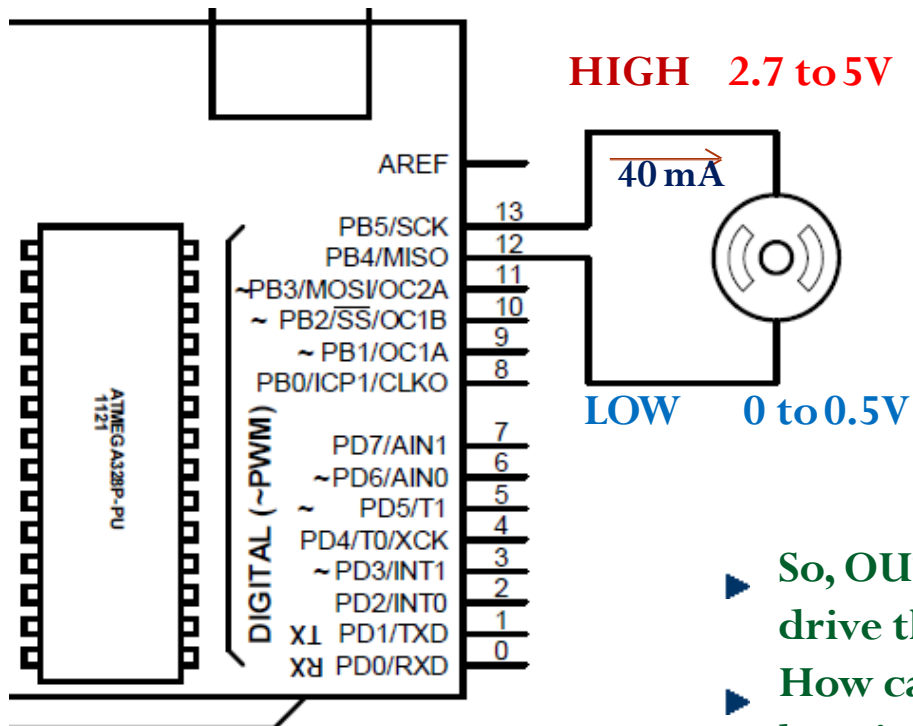 HIGH 2.7 to 5V
40 mA
AREF
PB5/SCK 13
PB4/MISO 12
~PB3/MOSI/OC2A 11
~ PB2/SS/OC1B 10
~ PB1/OC1A 9
PB0/ICP1/CLKO 8
LOW 0 to 0.5V
PD7/AIN1 7
~PD6/AIN0 6
~ PD5/T1 5
PD4/T0/XCK 4
~PD3/INT1 3
PD2/INT0 2
TX PD1/TXD 1
RX PD0/RXD 0
DIGITAL (~PWM)
ATMEGA328P-PU
1121
So, OU
drive th
How ca